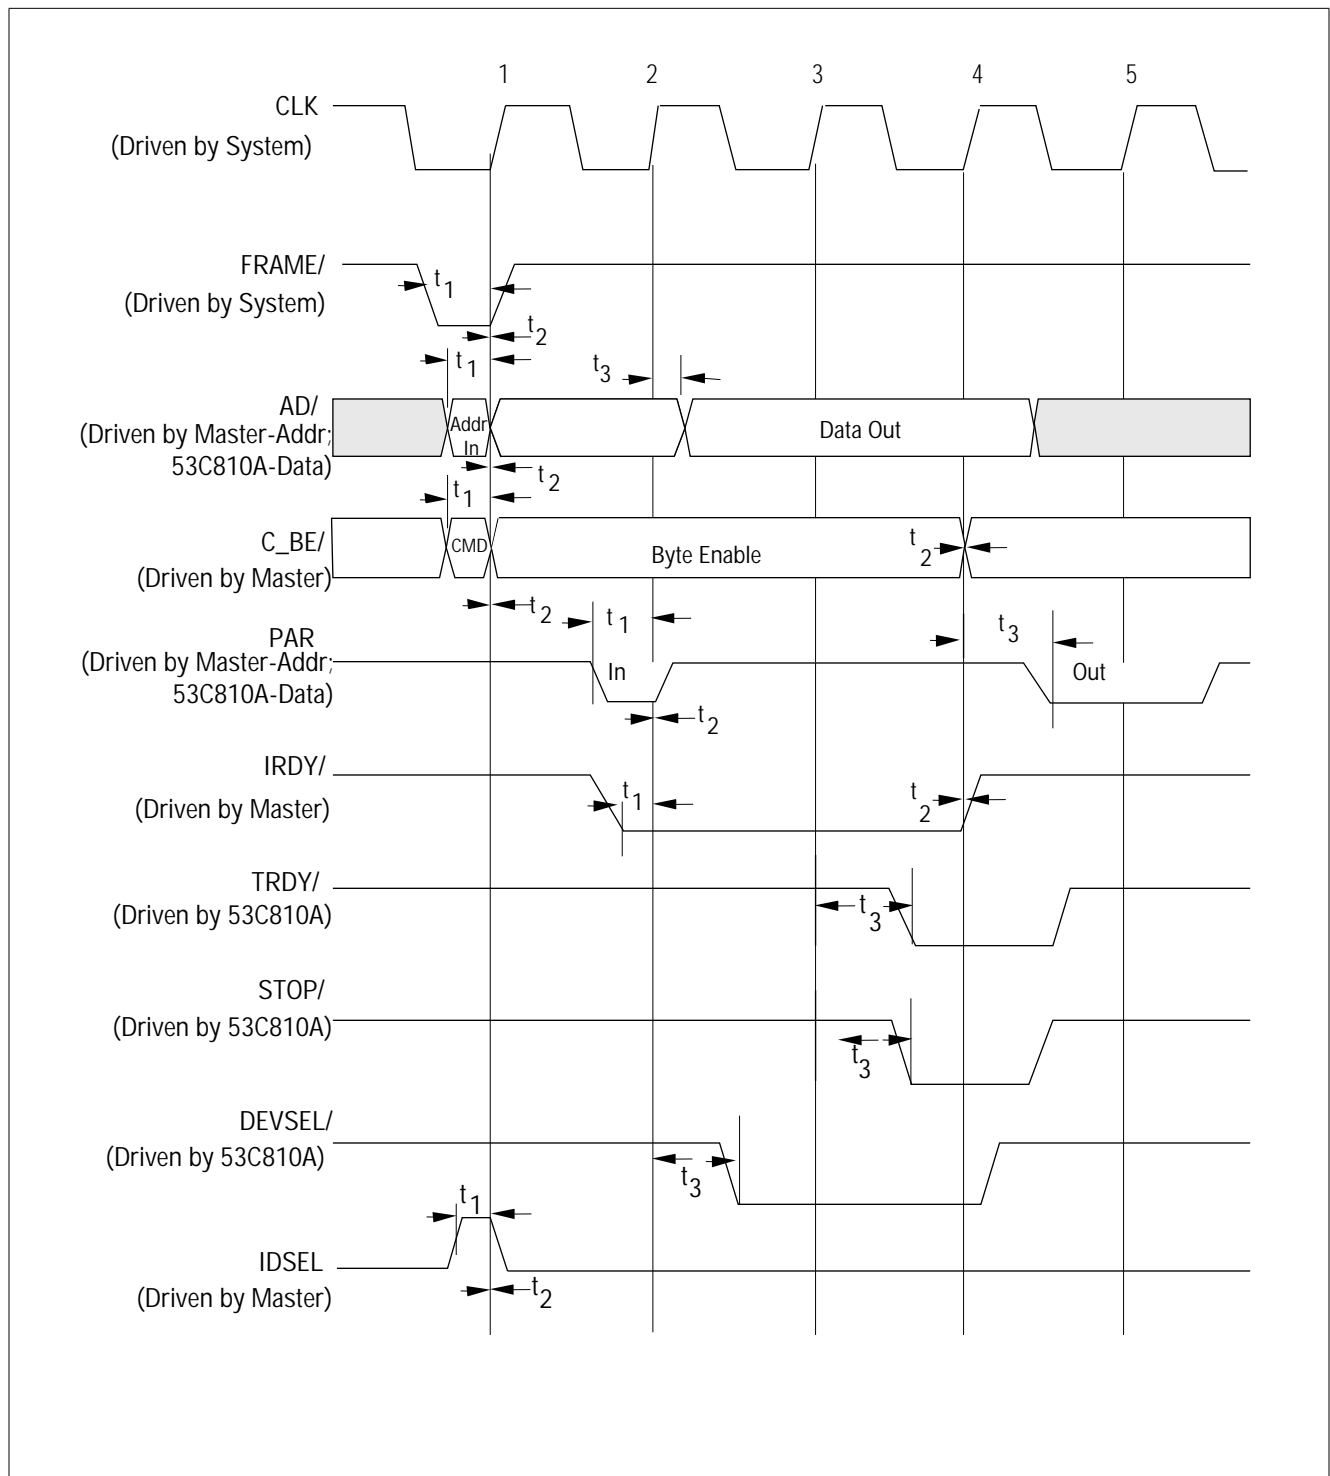 1 2 3 4 5
CLK
(Driven by System)
FRAME/
(Driven by System)
t1
t2
t1
t3
AD/
(Driven by Master-Addr;
53C810A-Data)
Addr
In
Data Out
t2
t1
C_BE/
(Driven by Master)
CMD
Byte Enable
t2
t2
t1
t3
PAR
(Driven by Master-Addr;
53C810A-Data)
In
Out
t2
IRDY/
(Driven by Master)
t1
t2
TRDY/
(Driven by 53C810A)
t3
STOP/
(Driven by 53C810A)
t3
DEVSEL/
(Driven by 53C810A)
t3
t1
IDSEL
(Driven by Master)
t2